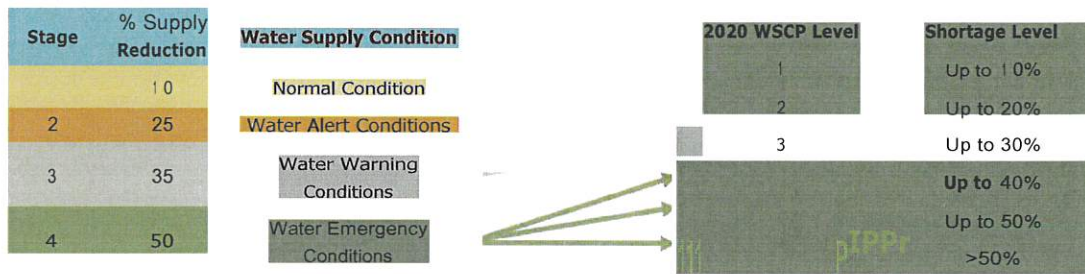 Stage % Supply Reduction Water Supply Condition 2020 WSCP Level Shortage Level
10 Normal Condition 1 Up to 10%
2 25 Water Alert Conditions 2 Up to 20%
3 35 Water Warning Conditions 3 Up to 30%
Up to 40%
4 50 Water Emergency Conditions Up to 50%
>50%